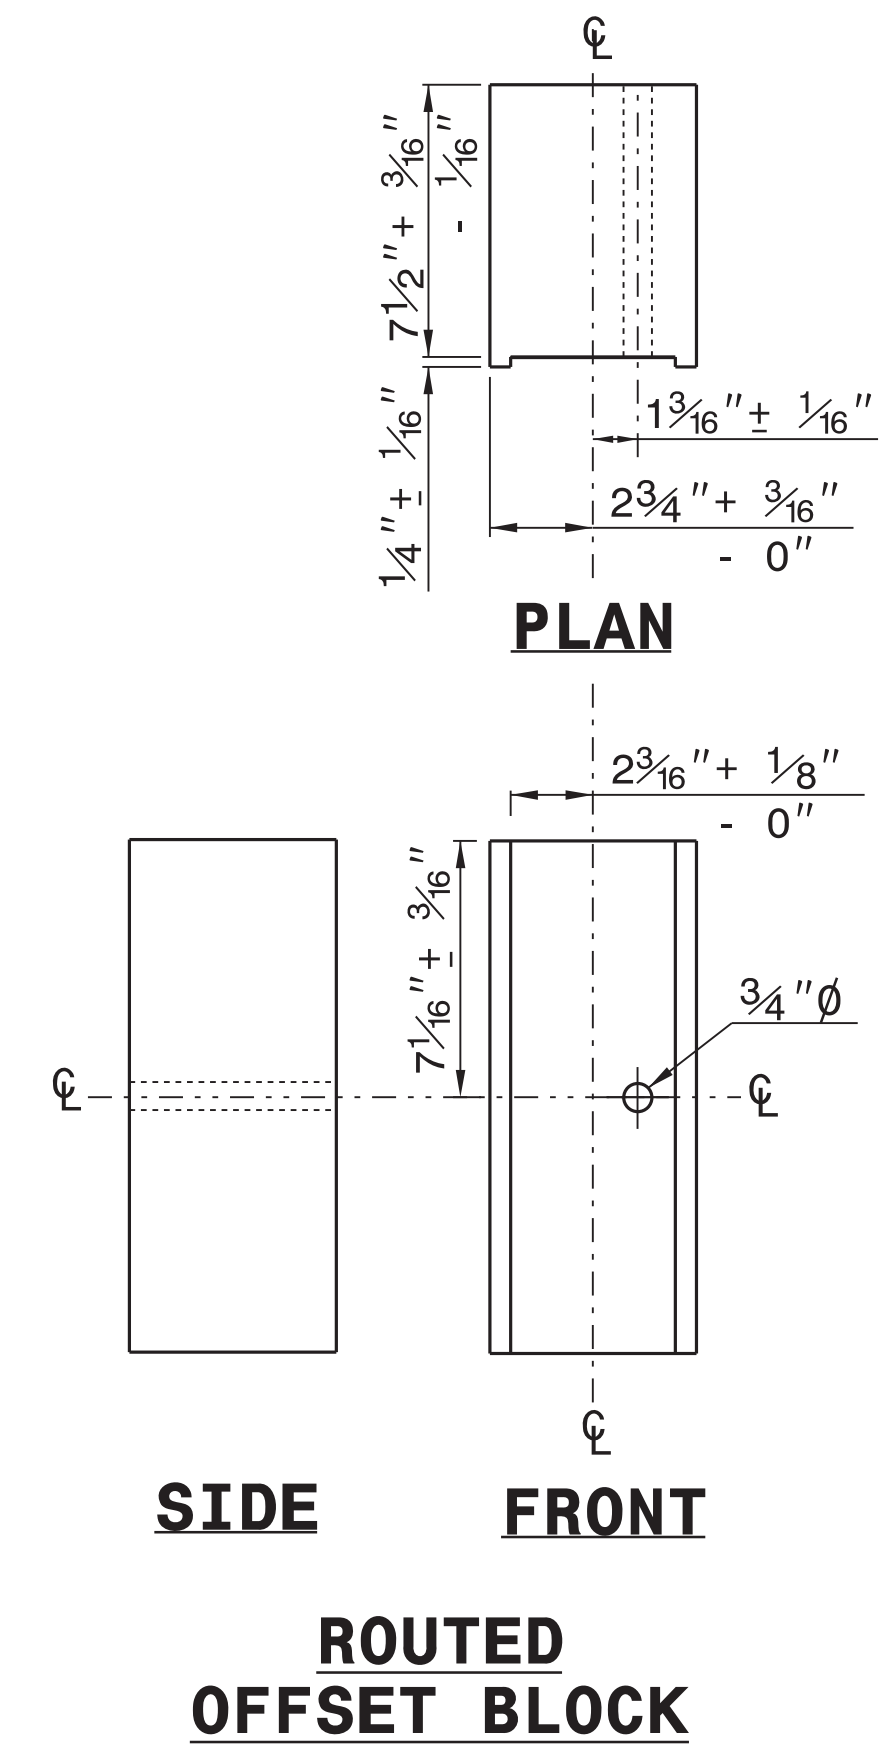 ℄
7 1/2"+ 3/16"
- 1/16"
1/4"± 1/16"
1 3/16"± 1/16"
2 3/4"+ 3/16"
- 0"
PLAN
2 3/16"+ 1/8"
- 0"
7 1/16"± 3/16"
3/4"Ø
℄
℄
℄
SIDE
FRONT
ROUTED
OFFSET BLOCK